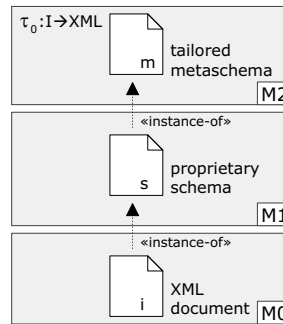 τ0:I→XML
m
tailored
metaschema
M2
«instance-of»
s
proprietary
schema
M1
«instance-of»
i
XML
document
M0